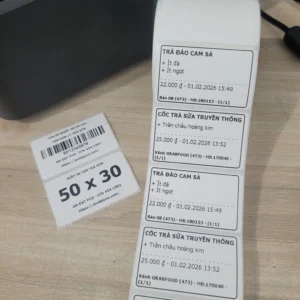 TRÀ ĐÀO CAM SẢ
+ Ít đá
+ Ít ngọt
22.000 ₫ - 01.02.2026 15:49
Bàn 08 (473) - HĐ.180153 - (1/1)
CỐC TRÀ SỮA TRUYỀN THỐNG
+ Trân châu hoàng kim
25.000 ₫ - 01.02.2026 13:52
Kênh GRABFOOD (473) - HĐ.170040 -
(1/1)
TRÀ ĐÀO CAM SẢ
+ Ít đá
+ Ít ngọt
22.000 ₫ - 01.02.2026 15:49
Bàn 08 (473) - HĐ.180153 - (1/1)
CỐC TRÀ SỮA TRUYỀN THỐNG
+ Trân châu hoàng kim
25.000 ₫ - 01.02.2026 13:52
Kênh GRABFOOD (473) - HĐ.170040 -
(1/1)
50 x 30